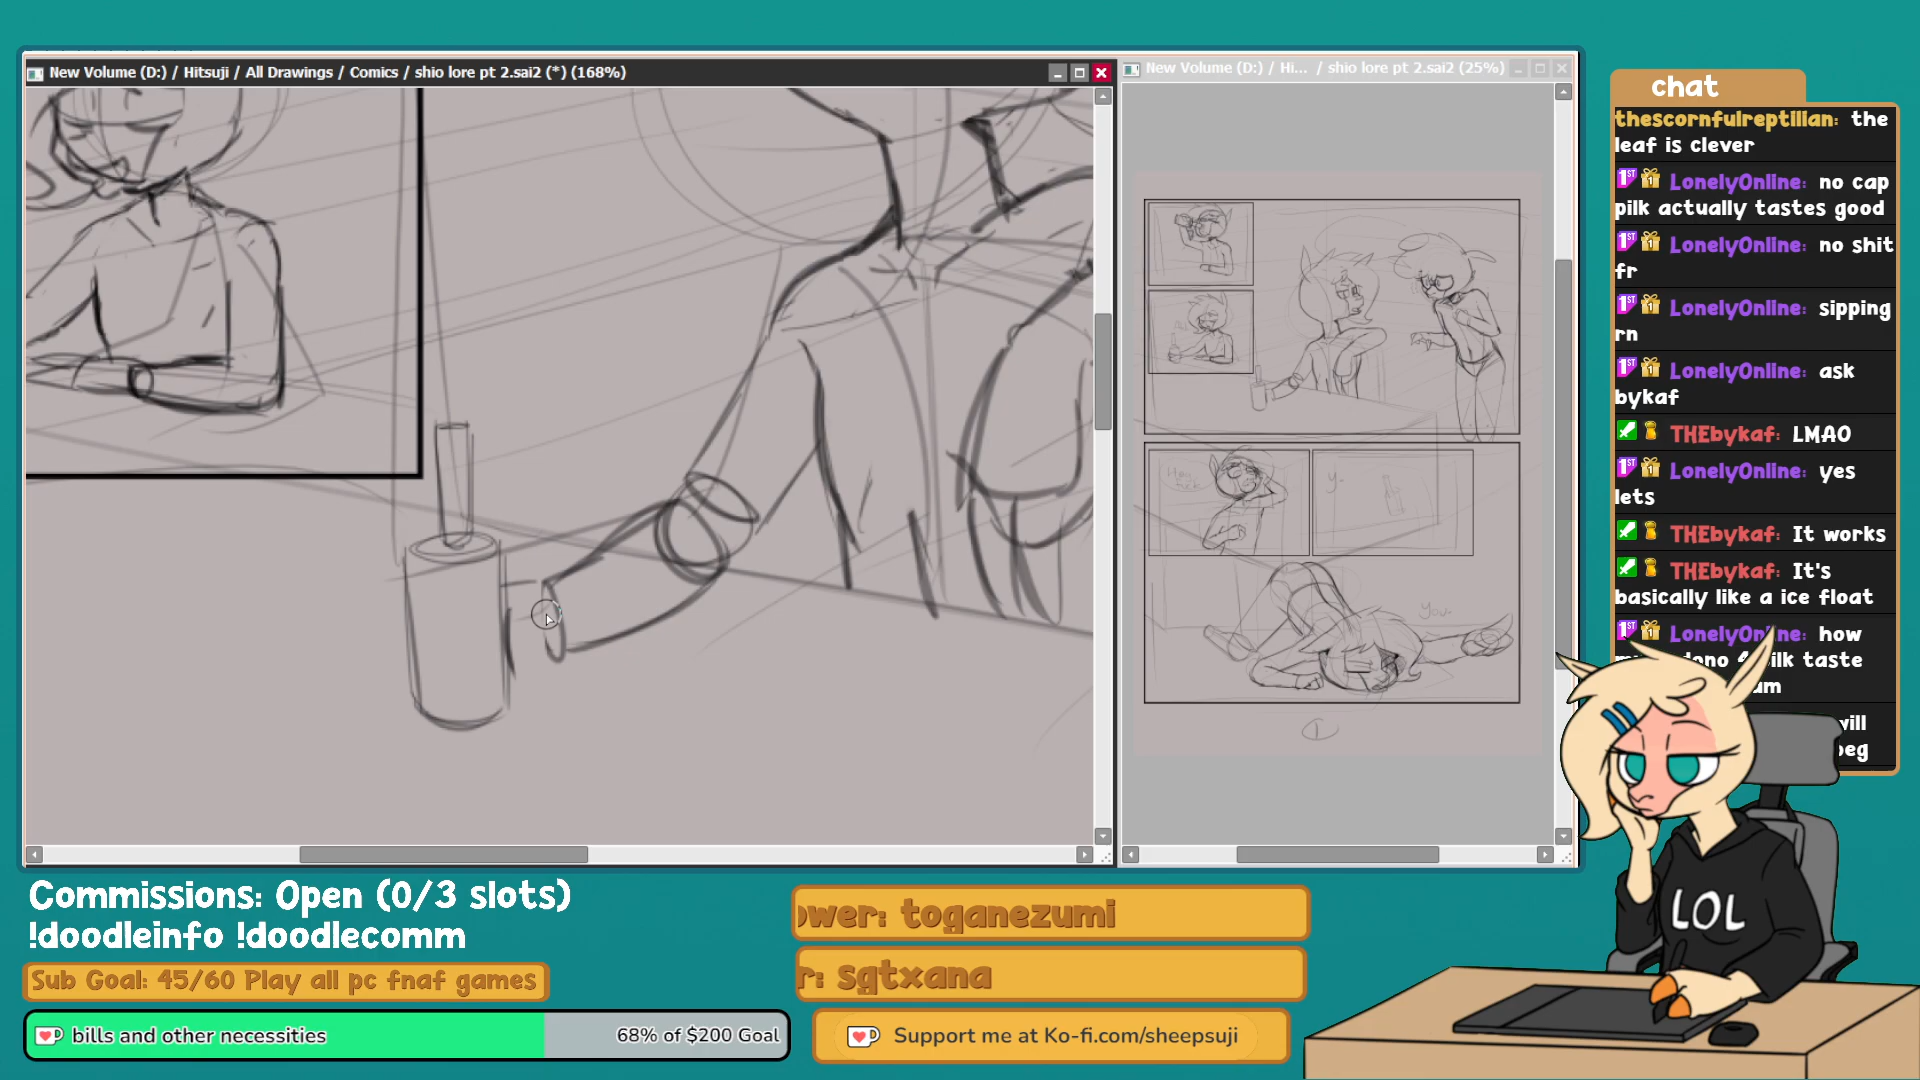 New Volume (D:) / Hitsuji / All Drawings / Comics / shio lore pt 2.sai2 (*) (168%)
New Volume (D:) / Hi... / shio lore pt 2.sai2 (25%)
chat
thescornfulreptilian: the
leaf is clever
LonelyOnline: no cap
pilk actually tastes good
LonelyOnline: no shit
fr
LonelyOnline: sipping
rn
LonelyOnline: ask
bykaf
THEbykaf: LMAO
LonelyOnline: yes
lets
THEbykaf: It works
THEbykaf: It's
basically like a ice float
LonelyOnline: how
taste
you.
LOL
Commissions: Open (0/3 slots)
!doodleinfo !doodlecomm
Sub Goal: 45/60 Play all pc fnaf games
bills and other necessities 68% of $200 Goal
ower: toganezumi
r: sgtxana
Support me at Ko-fi.com/sheepsuji